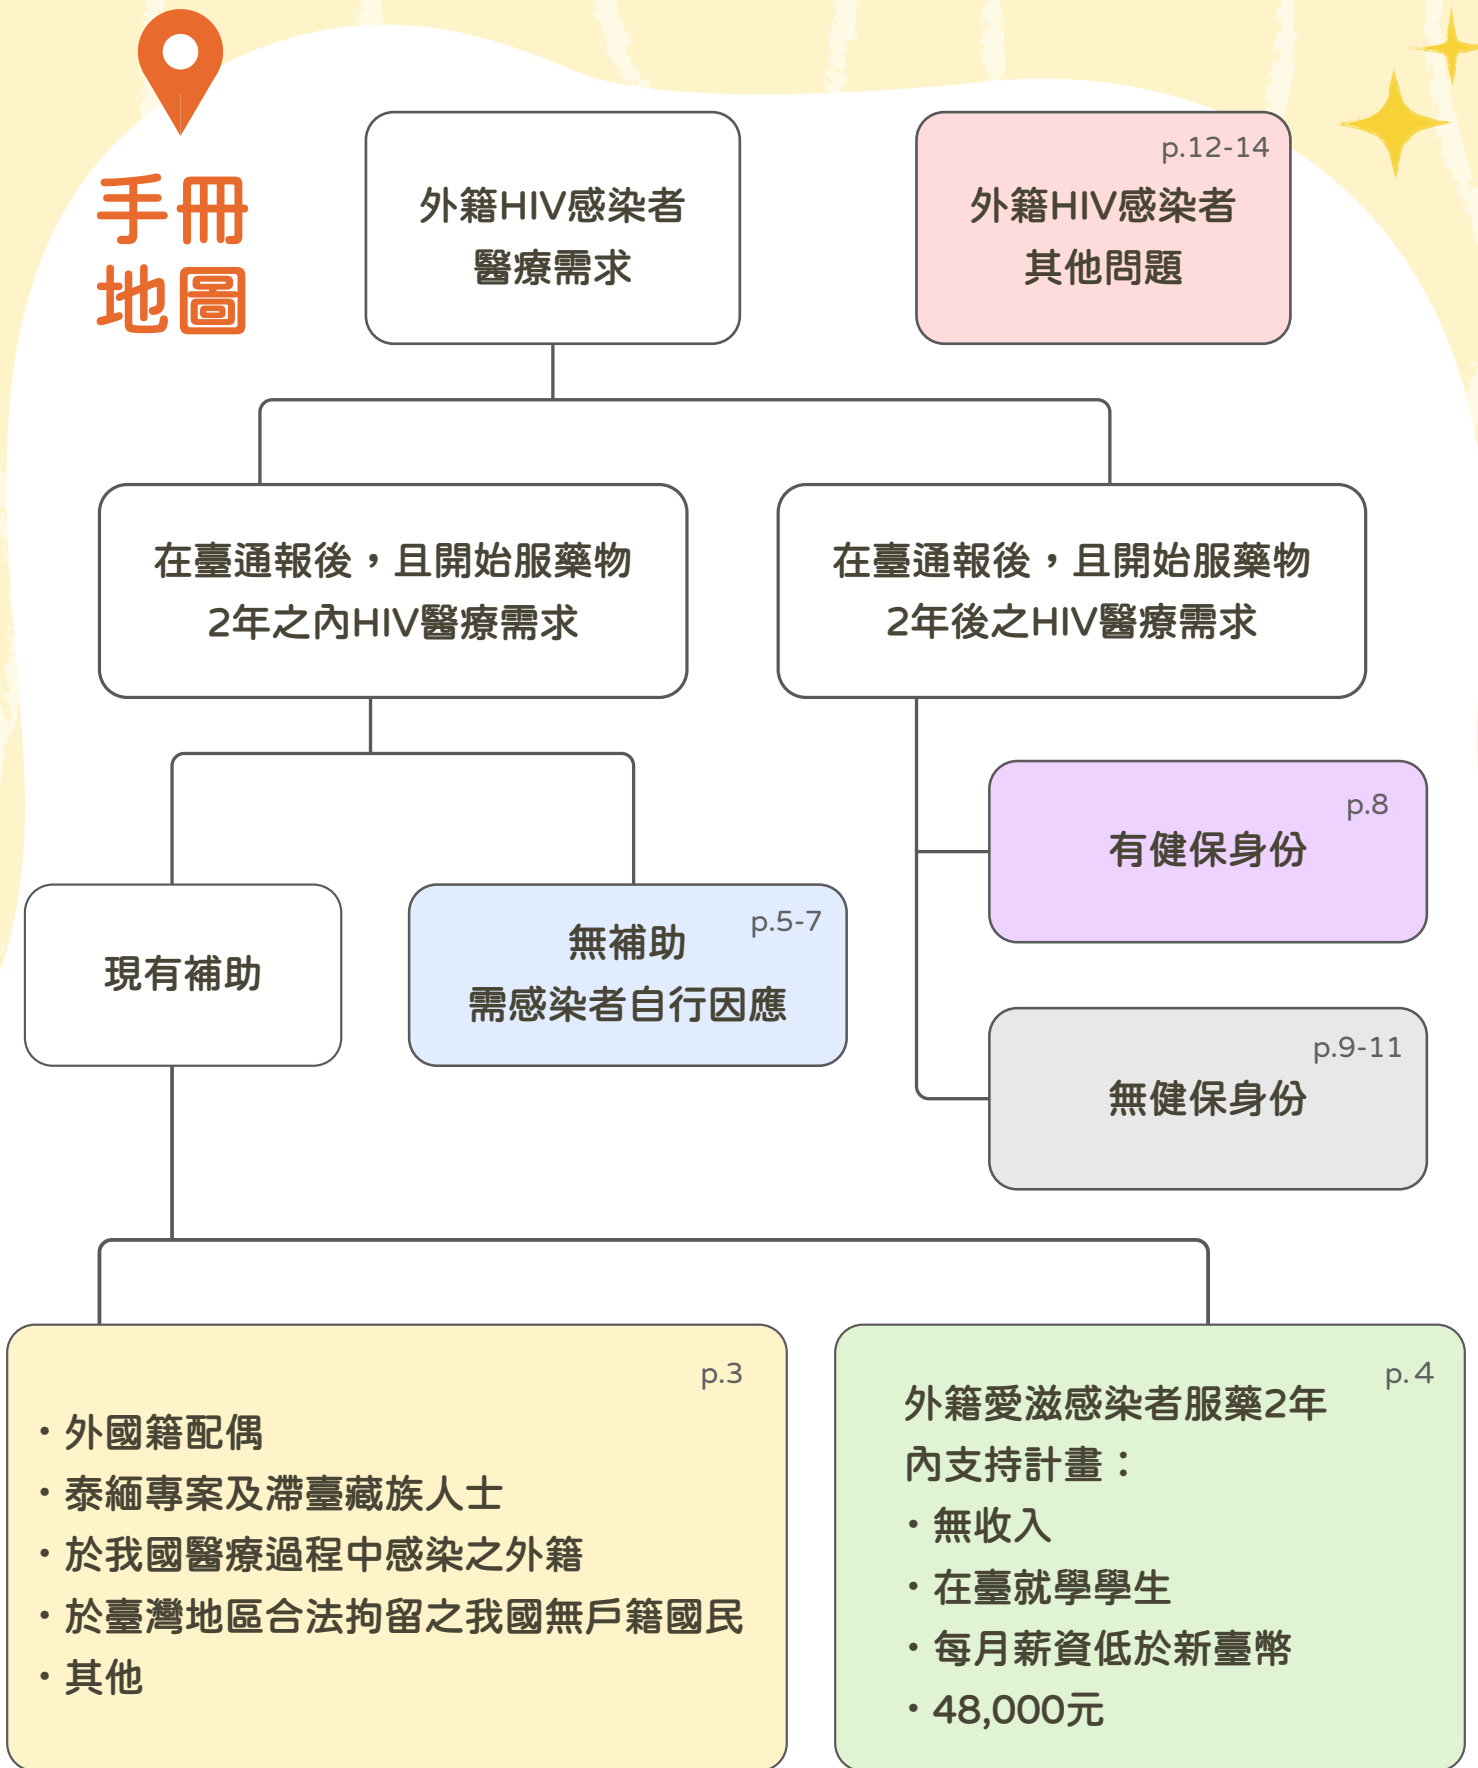 手冊
地圖
外籍HIV感染者
醫療需求
p.12-14
外籍HIV感染者
其他問題
在臺通報後，且開始服藥物
2年之內HIV醫療需求
在臺通報後，且開始服藥物
2年後之HIV醫療需求
p.8
有健保身份
現有補助
p.5-7
無補助
需感染者自行因應
p.9-11
無健保身份
p.3
・外國籍配偶
・泰緬專案及滯臺藏族人士
・於我國醫療過程中感染之外籍
・於臺灣地區合法拘留之我國無戶籍國民
・其他
p.4
外籍愛滋感染者服藥2年
內支持計畫：
・無收入
・在臺就學學生
・每月薪資低於新臺幣
・48,000元